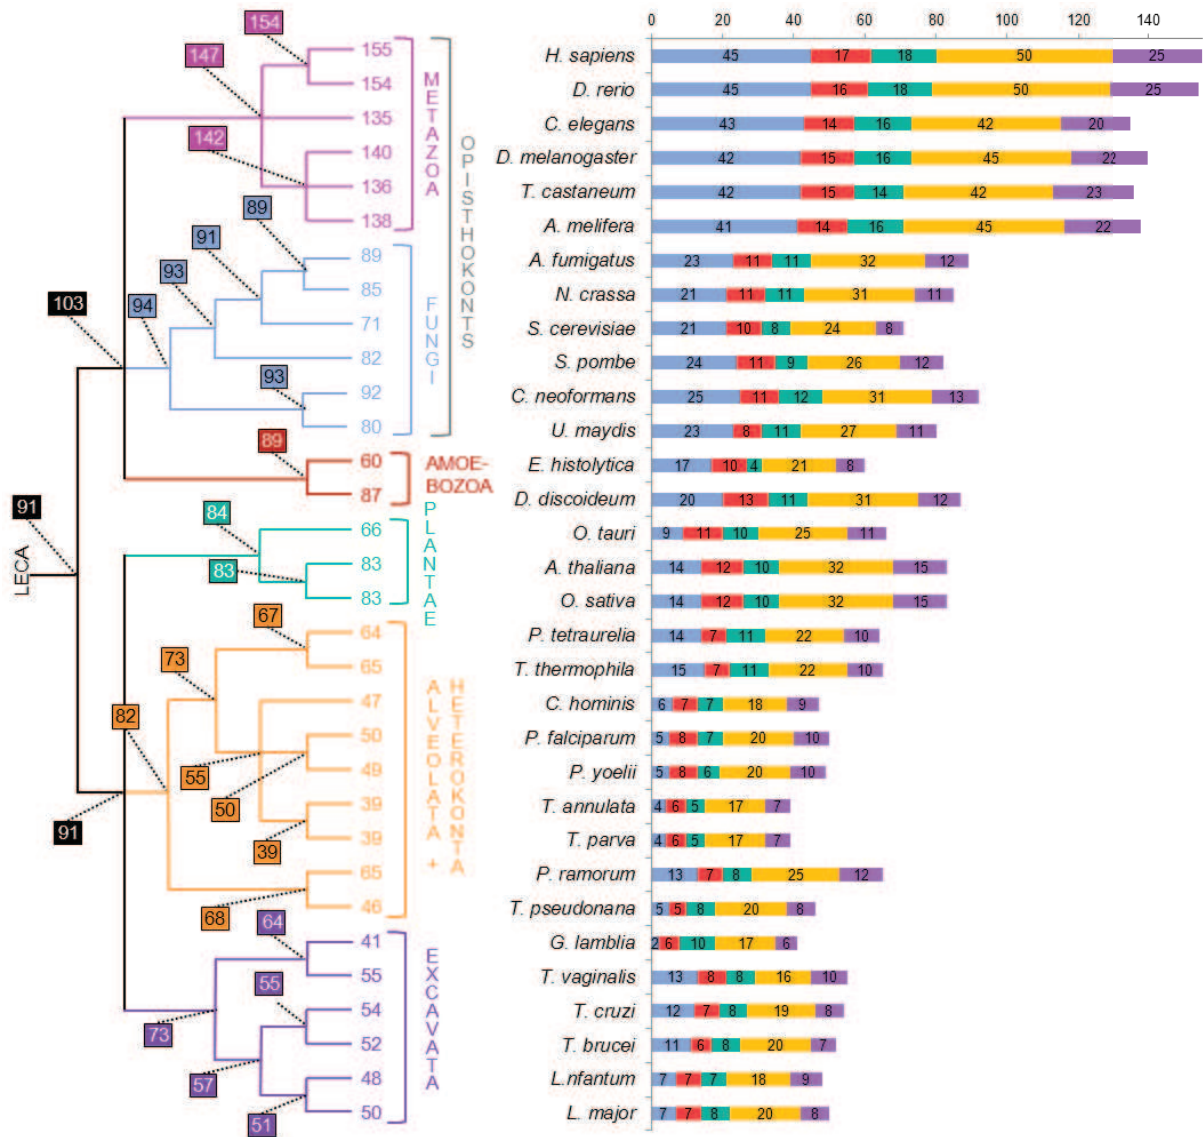 0 20 40 60 80 100 120 140
154
147
142
155
154
135
140
136
138
METAZOA
OPISTHOKONTS
89
91
93
94
103
93
89
85
71
82
92
80
FUNGI
89
60
87
AMOE-
BOZOA
91
LECA
84
83
66
83
83
PLANTAE
67
73
82
55
50
39
68
91
64
65
47
50
49
39
39
65
46
ALVEOLATA +
HETEROKONTA
64
55
73
57
51
41
55
54
52
48
50
EXCAVATA
H. sapiens 45 17 18 50 25
D. rerio 45 16 18 50 25
C. elegans 43 14 16 42 20
D. melanogaster 42 15 16 45 22
T. castaneum 42 15 14 42 23
A. melifera 41 14 16 45 22
A. fumigatus 23 11 11 32 12
N. crassa 21 11 11 31 11
S. cerevisiae 21 10 8 24 8
S. pombe 24 11 9 26 12
C. neoformans 25 11 12 31 13
U. maydis 23 8 11 27 11
E. histolytica 17 10 4 21 8
D. discoideum 20 13 11 31 12
O. tauri 9 11 10 25 11
A. thaliana 14 12 10 32 15
O. sativa 14 12 10 32 15
P. tetraurelia 14 7 11 22 10
T. thermophila 15 7 11 22 10
C. hominis 6 7 7 18 9
P. falciparum 5 8 7 20 10
P. yoelii 5 8 6 20 10
T. annulata 4 6 5 17 7
T. parva 4 6 5 17 7
P. ramorum 13 7 8 25 12
T. pseudonana 5 5 8 20 8
G. lamblia 2 6 10 17 6
T. vaginalis 13 8 8 16 10
T. cruzi 12 7 8 19 8
T. brucei 11 6 8 20 7
L.nfantum 7 7 7 18 9
L. major 7 7 8 20 8